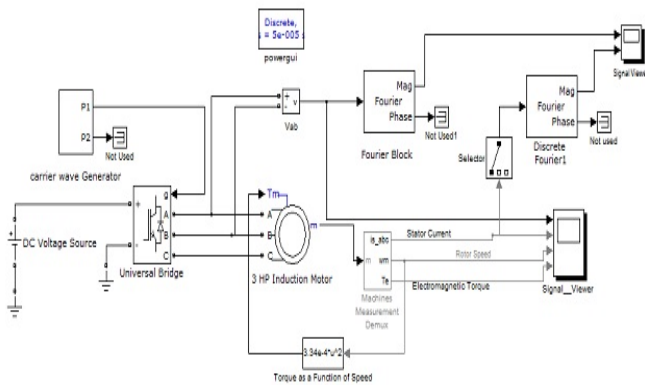 Discrete,
s = 5e-005 s
powergui
SignalViewer
P1
P2
Not Used
carrier wave Generator
+
-
v
Vab
Mag
Fourier
Phase
Not Used1
Fourier Block
Selector
Mag
Fourier
Phase
Not used
Discrete
Fourier1
DC Voltage Source
+
-
g
A
B
C
Universal Bridge
Tm
A
B
C
m
3 HP Induction Motor
m
is_abc
wm
Te
Machines
Measurement
Demux
Stator Current
Rotor Speed
Electromagnetic Torque
Signal__Viewer
3.34e-4*u^2
Torque as a Function of Speed